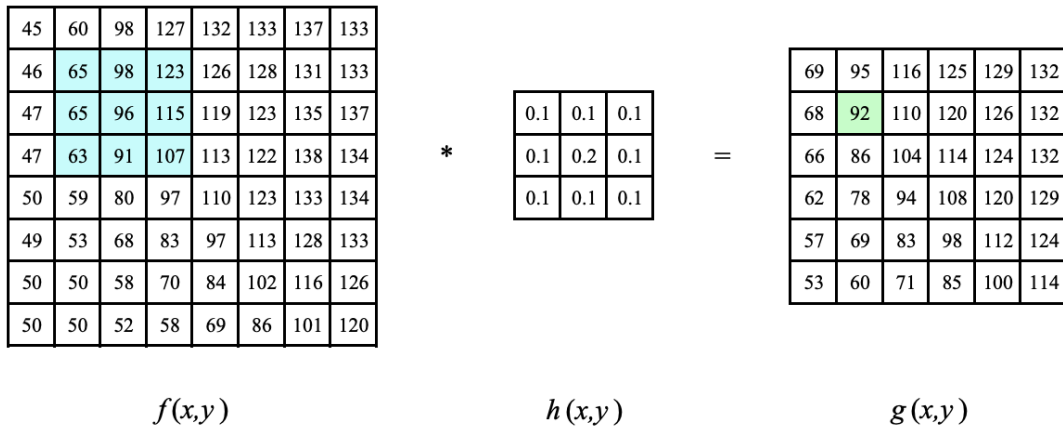 45 60 98 127 132 133 137 133
46 65 98 123 126 128 131 133
47 65 96 115 119 123 135 137
47 63 91 107 113 122 138 134
50 59 80 97 110 123 133 134
49 53 68 83 97 113 128 133
50 50 58 70 84 102 116 126
50 50 52 58 69 86 101 120
*
0.1 0.1 0.1
0.1 0.2 0.1
0.1 0.1 0.1
=
69 95 116 125 129 132
68 92 110 120 126 132
66 86 104 114 124 132
62 78 94 108 120 129
57 69 83 98 112 124
53 60 71 85 100 114
f(x,y)
h(x,y)
g(x,y)